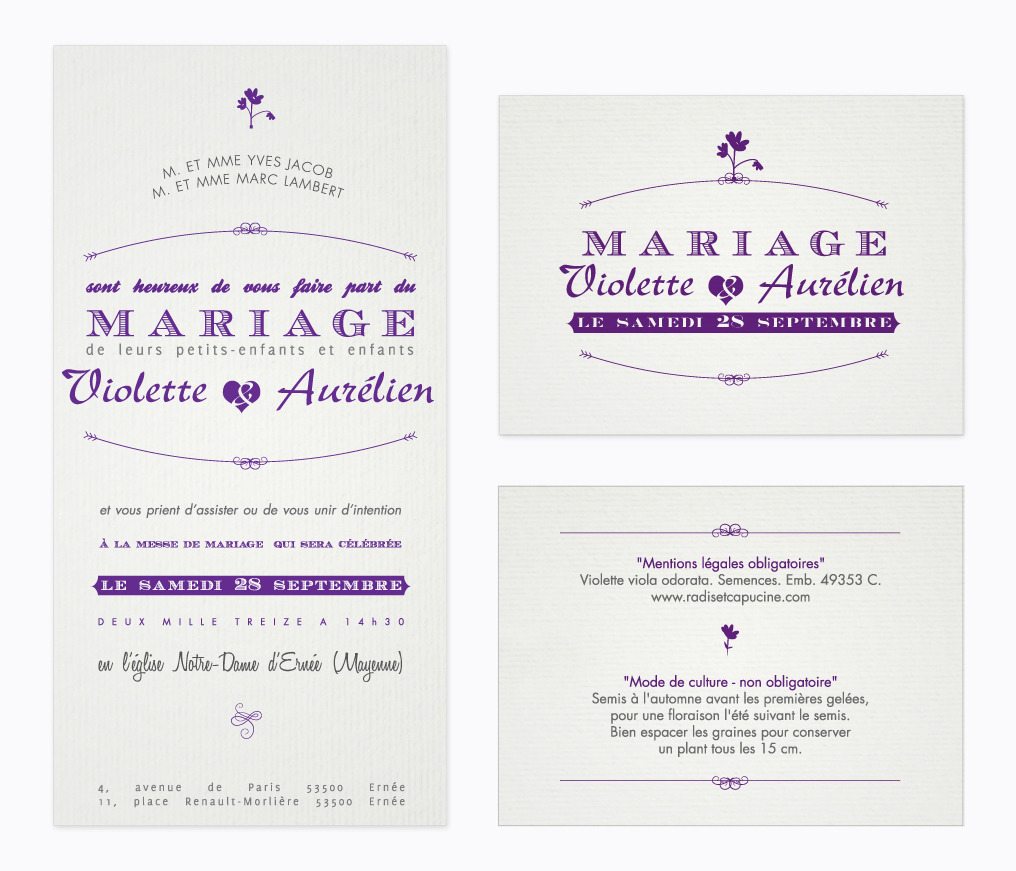 M. ET MME YVES JACOB
M. ET MME MARC LAMBERT
sont heureux de vous faire part du
MARIAGE
de leurs petits-enfants et enfants
Violette & Aurélien
et vous prient d'assister ou de vous unir d'intention
À LA MESSE DE MARIAGE QUI SERA CÉLÉBRÉE
LE SAMEDI 28 SEPTEMBRE
DEUX MILLE TREIZE A 14h30
en l'église Notre-Dame d'Ernée (Mayenne)
4, avenue de Paris 53500 Ernée
11, place Renault-Morlière 53500 Ernée
MARIAGE
Violette & Aurélien
LE SAMEDI 28 SEPTEMBRE
"Mentions légales obligatoires"
Violette viola odorata. Semences. Emb. 49353 C.
www.radisetcapucine.com
"Mode de culture - non obligatoire"
Semis à l'automne avant les premières gelées,
pour une floraison l'été suivant le semis.
Bien espacer les graines pour conserver
un plant tous les 15 cm.